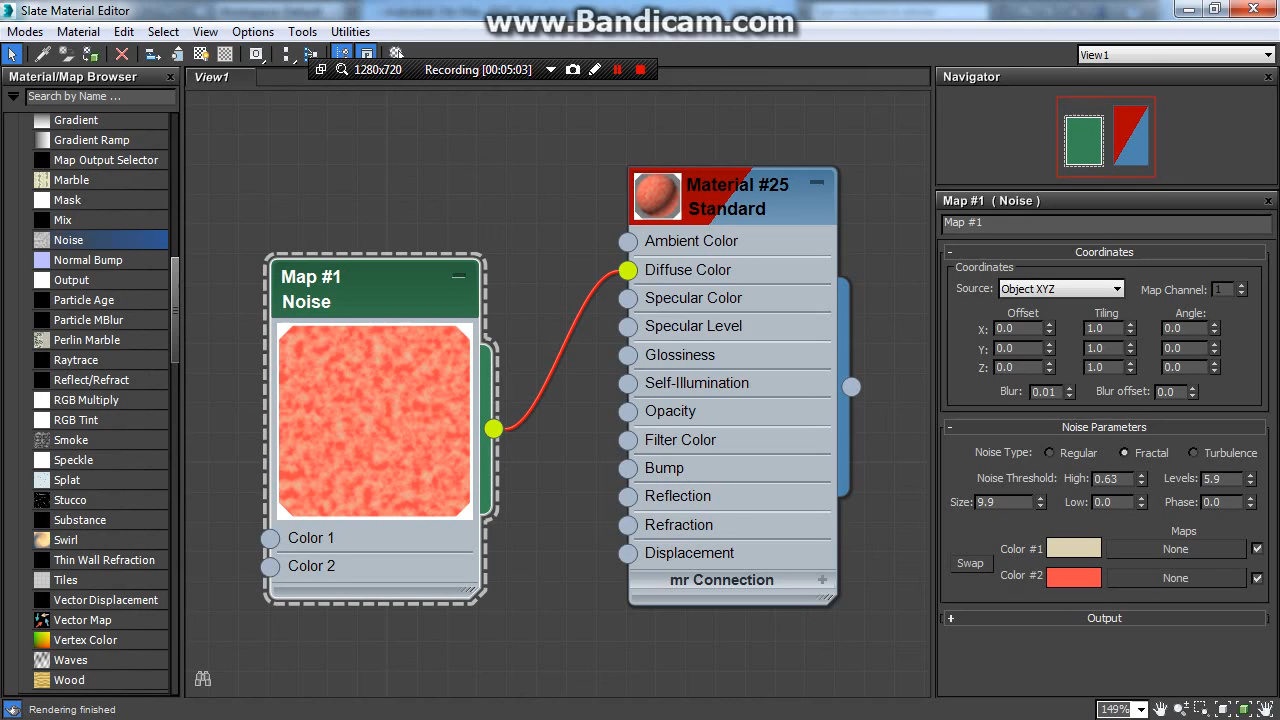 www.Bandicam.com
Slate Material Editor
Modes Material Edit Select View Options Tools Utilities
1280x720 Recording [00:05:03]
View1
Material/Map Browser
Search by Name ...
Gradient
Gradient Ramp
Map Output Selector
Marble
Mask
Mix
Noise
Normal Bump
Output
Particle Age
Particle MBlur
Perlin Marble
Raytrace
Reflect/Refract
RGB Multiply
RGB Tint
Smoke
Speckle
Splat
Stucco
Substance
Swirl
Thin Wall Refraction
Tiles
Vector Displacement
Vector Map
Vertex Color
Waves
Wood
View1
Map #1
Noise
Color 1
Color 2
Material #25
Standard
Ambient Color
Diffuse Color
Specular Color
Specular Level
Glossiness
Self-Illumination
Opacity
Filter Color
Bump
Reflection
Refraction
Displacement
mr Connection +
Navigator
Map #1 ( Noise )
Map #1
- Coordinates
Coordinates
Source: Object XYZ Map Channel: 1
Offset Tiling Angle:
X: 0.0 1.0 0.0
Y: 0.0 1.0 0.0
Z: 0.0 1.0 0.0
Blur: 0.01 Blur offset: 0.0
- Noise Parameters
Noise Type: Regular Fractal Turbulence
Noise Threshold: High: 0.63 Levels: 5.9
Size: 9.9 Low: 0.0 Phase: 0.0
Maps
Color #1 None
Swap
Color #2 None
+ Output
Rendering finished
149%